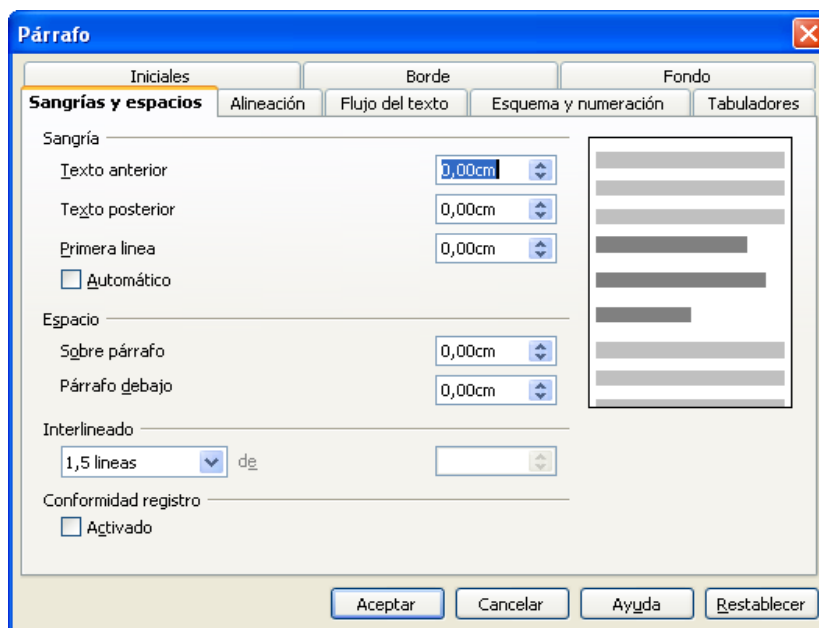 Párrafo
Iniciales Borde Fondo
Sangrías y espacios Alineación Flujo del texto Esquema y numeración Tabuladores
Sangría
Texto anterior 0,00cm
Texto posterior 0,00cm
Primera linea 0,00cm
Automático
Espacio
Sobre párrafo 0,00cm
Párrafo debajo 0,00cm
Interlineado
1,5 lineas de
Conformidad registro
Activado
Aceptar Cancelar Ayuda Restablecer